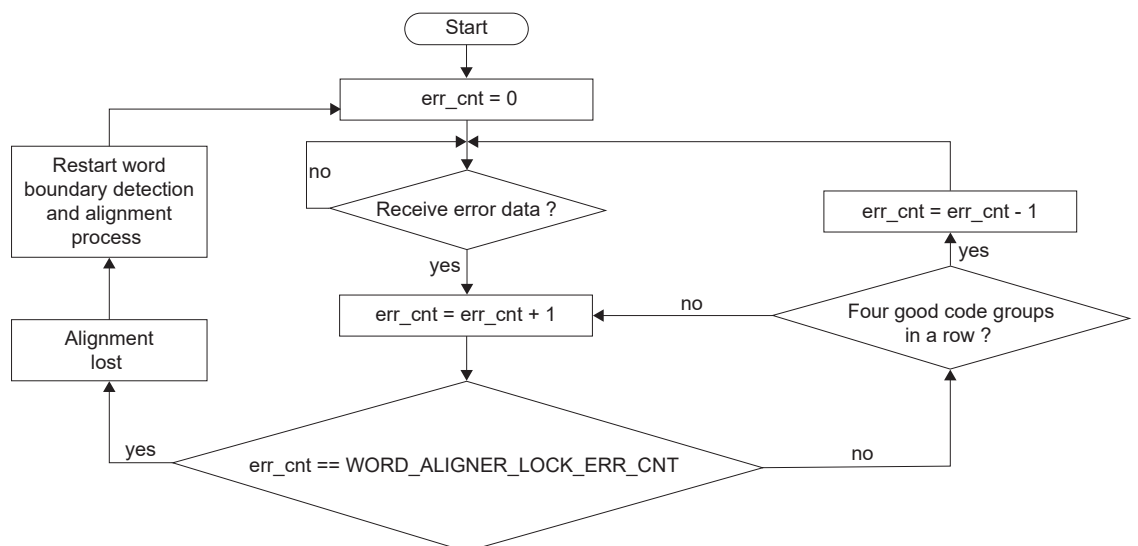 Start
err_cnt = 0
Restart word
boundary detection
and alignment
process
no
Receive error data ?
err_cnt = err_cnt - 1
yes
yes
err_cnt = err_cnt + 1
no
Four good code groups
in a row ?
Alignment
lost
yes
err_cnt == WORD_ALIGNER_LOCK_ERR_CNT
no